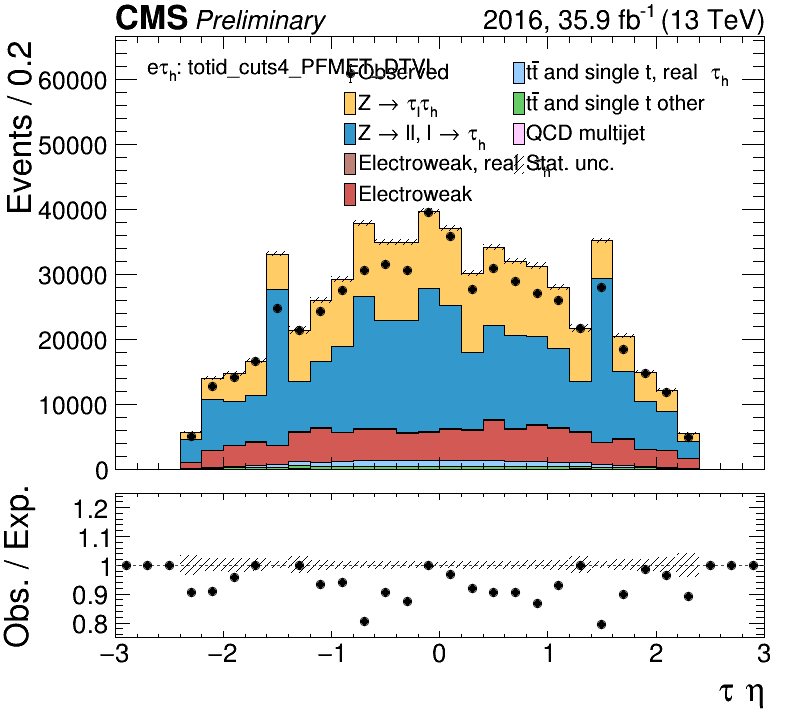 CMS Preliminary 2016, 35.9 fb⁻¹ (13 TeV)
Events / 0.2
eτₕ: totid_cuts4_PFMET_DTVL
Observed
Z → τₗτₕ
Z → ll, l → τₕ
Electroweak, real τₕ
Electroweak
tt̄ and single t, real τₕ
tt̄ and single t other
QCD multijet
Stat. unc.
60000
50000
40000
30000
20000
10000
0
Obs. / Exp.
1.2
1.1
1
0.9
0.8
−3 −2 −1 0 1 2 3
τ η